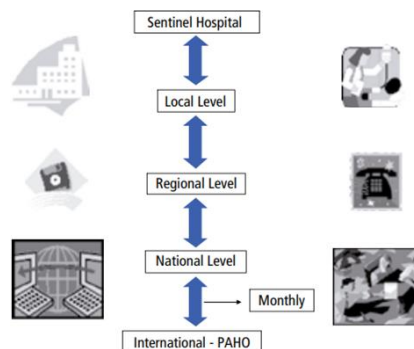 Sentinel Hospital
Local Level
Regional Level
National Level
Monthly
International - PAHO